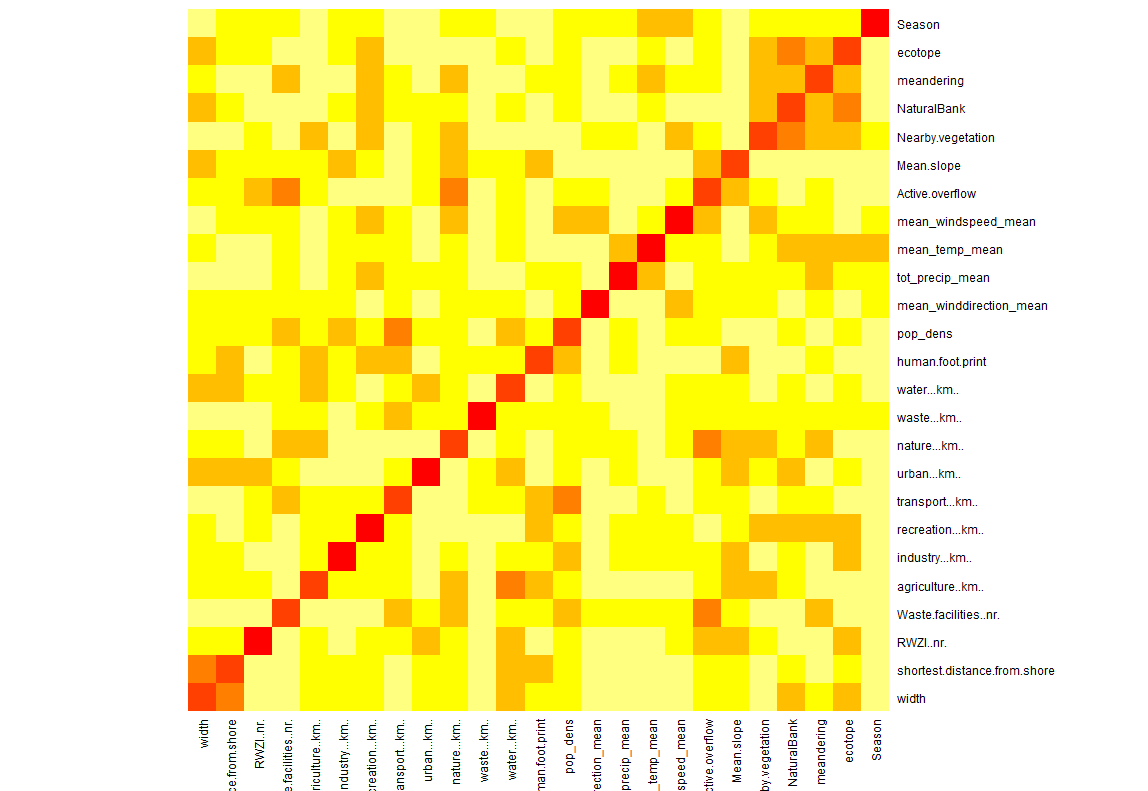 Season
ecotope
meandering
NaturalBank
Nearby.vegetation
Mean.slope
Active.overflow
mean_windspeed_mean
mean_temp_mean
tot_precip_mean
mean_winddirection_mean
pop_dens
human.foot.print
water...km..
waste...km..
nature...km..
urban...km..
transport...km..
recreation...km..
industry...km..
agriculture..km..
Waste.facilities..nr.
RWZI..nr.
shortest.distance.from.shore
width
width
ce.from.shore
RWZI..nr.
e.facilities..nr.
riculture..km..
ndustry...km..
creation...km..
ansport...km..
urban...km..
nature...km..
waste...km..
water...km..
man.foot.print
pop_dens
rection_mean
precip_mean
_temp_mean
speed_mean
ctive.overflow
Mean.slope
by.vegetation
NaturalBank
meandering
ecotope
Season